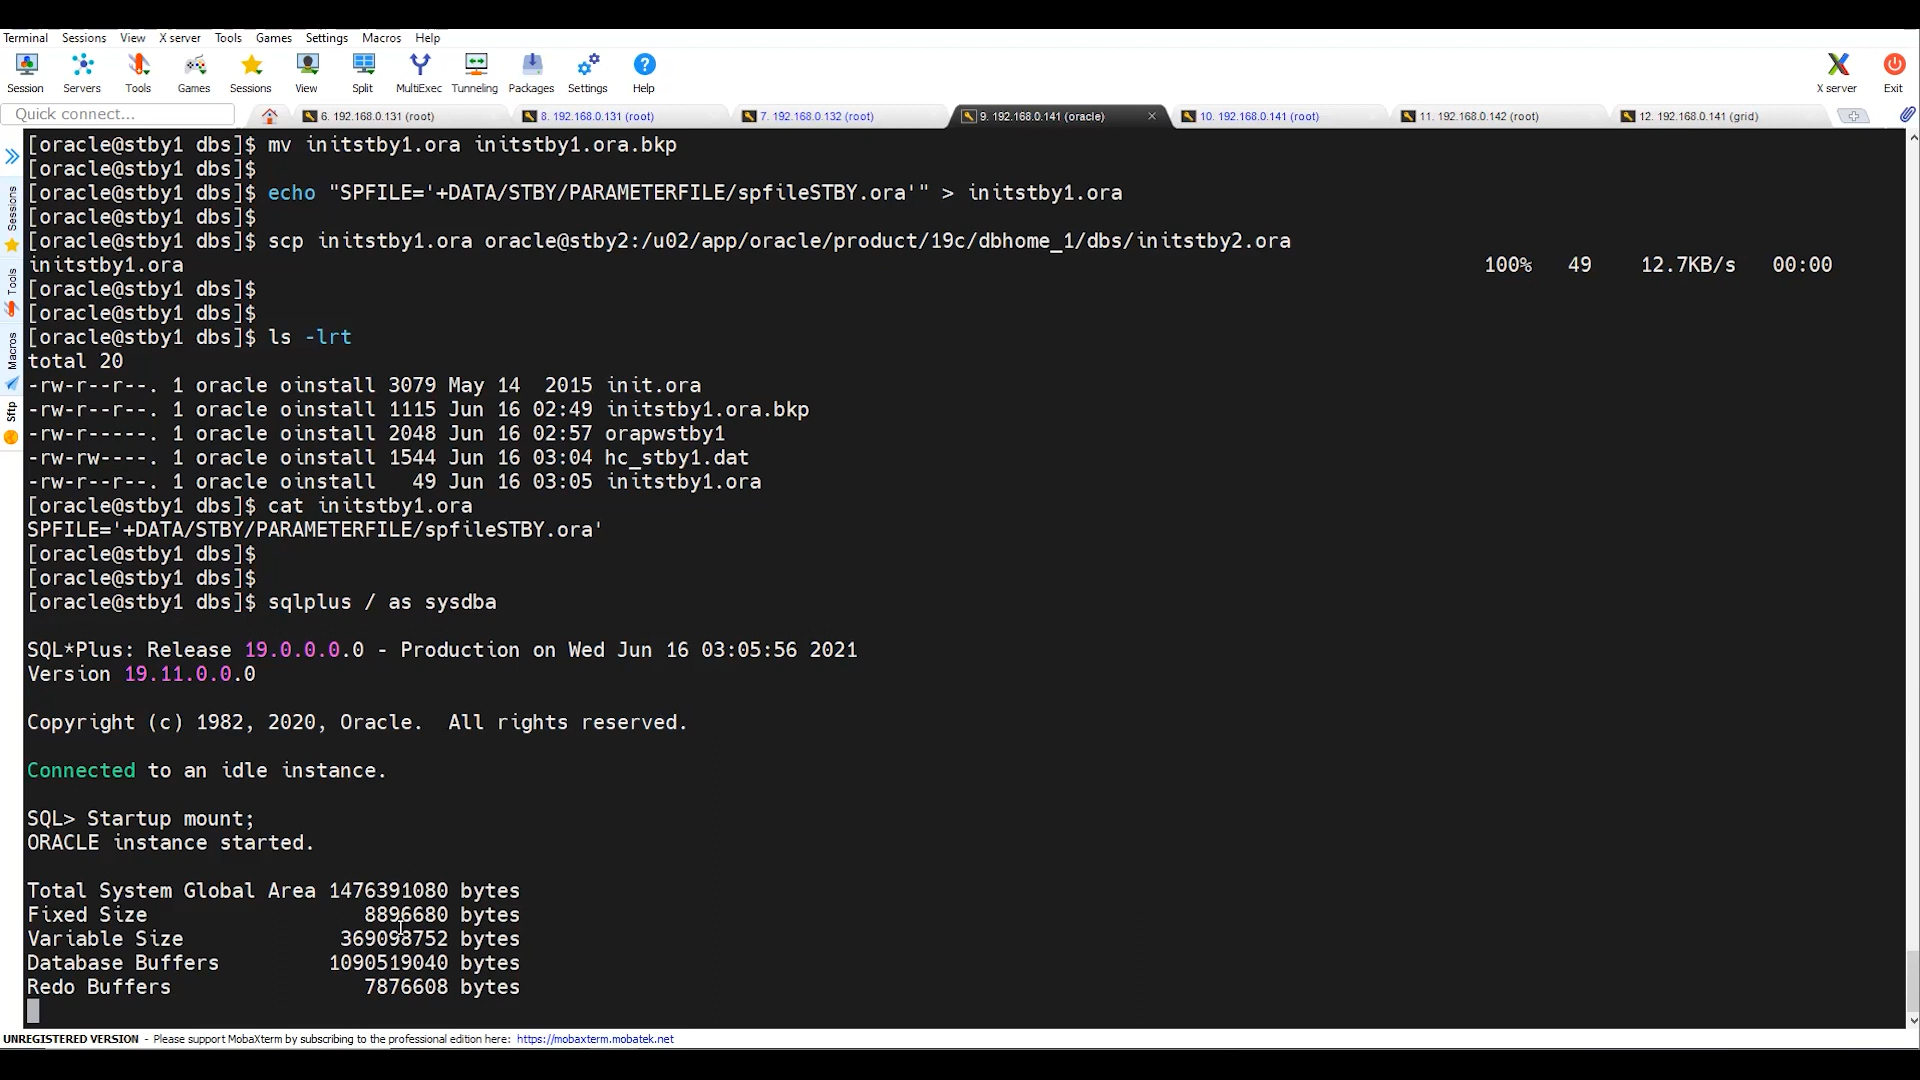 Terminal Sessions View X server Tools Games Settings Macros Help
Session Servers Tools Games Sessions View Split MultiExec Tunneling Packages Settings Help X server Exit
Quick connect... 6. 192.168.0.131 (root) 8. 192.168.0.131 (root) 7. 192.168.0.132 (root) 9. 192.168.0.141 (oracle) 10. 192.168.0.141 (root) 11. 192.168.0.142 (root) 12. 192.168.0.141 (grid)
Sessions
Tools
Macros
Sftp
[oracle@stby1 dbs]$ mv initstby1.ora initstby1.ora.bkp
[oracle@stby1 dbs]$
[oracle@stby1 dbs]$ echo "SPFILE='+DATA/STBY/PARAMETERFILE/spfileSTBY.ora'" > initstby1.ora
[oracle@stby1 dbs]$
[oracle@stby1 dbs]$ scp initstby1.ora oracle@stby2:/u02/app/oracle/product/19c/dbhome_1/dbs/initstby2.ora
initstby1.ora 100% 49 12.7KB/s 00:00
[oracle@stby1 dbs]$
[oracle@stby1 dbs]$
[oracle@stby1 dbs]$ ls -lrt
total 20
-rw-r--r--. 1 oracle oinstall 3079 May 14 2015 init.ora
-rw-r--r--. 1 oracle oinstall 1115 Jun 16 02:49 initstby1.ora.bkp
-rw-r-----. 1 oracle oinstall 2048 Jun 16 02:57 orapwstby1
-rw-rw----. 1 oracle oinstall 1544 Jun 16 03:04 hc_stby1.dat
-rw-r--r--. 1 oracle oinstall 49 Jun 16 03:05 initstby1.ora
[oracle@stby1 dbs]$ cat initstby1.ora
SPFILE='+DATA/STBY/PARAMETERFILE/spfileSTBY.ora'
[oracle@stby1 dbs]$
[oracle@stby1 dbs]$
[oracle@stby1 dbs]$ sqlplus / as sysdba
SQL*Plus: Release 19.0.0.0.0 - Production on Wed Jun 16 03:05:56 2021
Version 19.11.0.0.0
Copyright (c) 1982, 2020, Oracle. All rights reserved.
Connected to an idle instance.
SQL> Startup mount;
ORACLE instance started.
Total System Global Area 1476391080 bytes
Fixed Size 8896680 bytes
Variable Size 369098752 bytes
Database Buffers 1090519040 bytes
Redo Buffers 7876608 bytes
UNREGISTERED VERSION - Please support MobaXterm by subscribing to the professional edition here: https://mobaxterm.mobatek.net